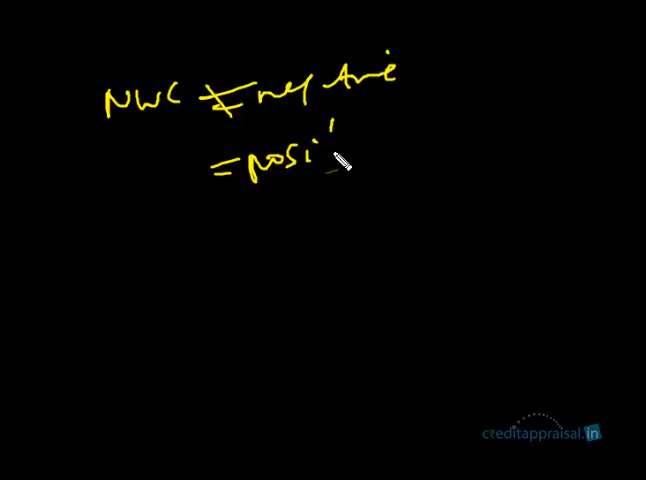 NWC ≠ negative
= posi
creditappraisal.in